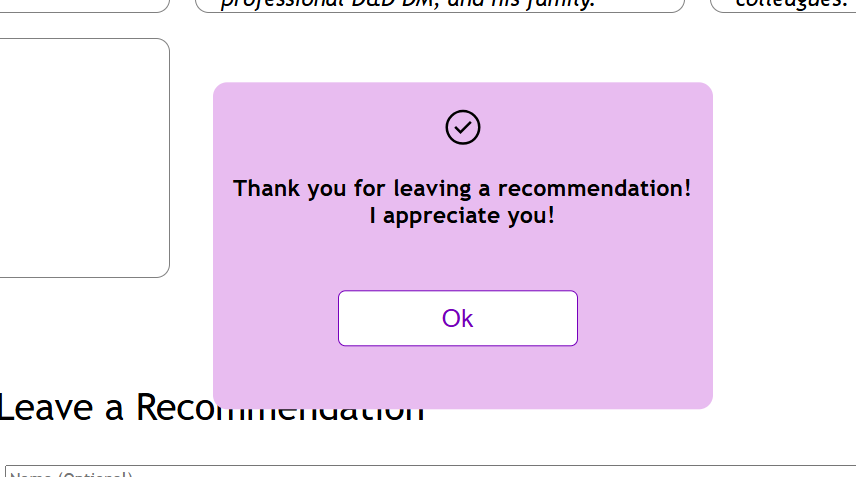 professional D&D DM, and his family.
colleagues.
Thank you for leaving a recommendation!
I appreciate you!
Ok
Leave a Recommendation
Name (Optional)